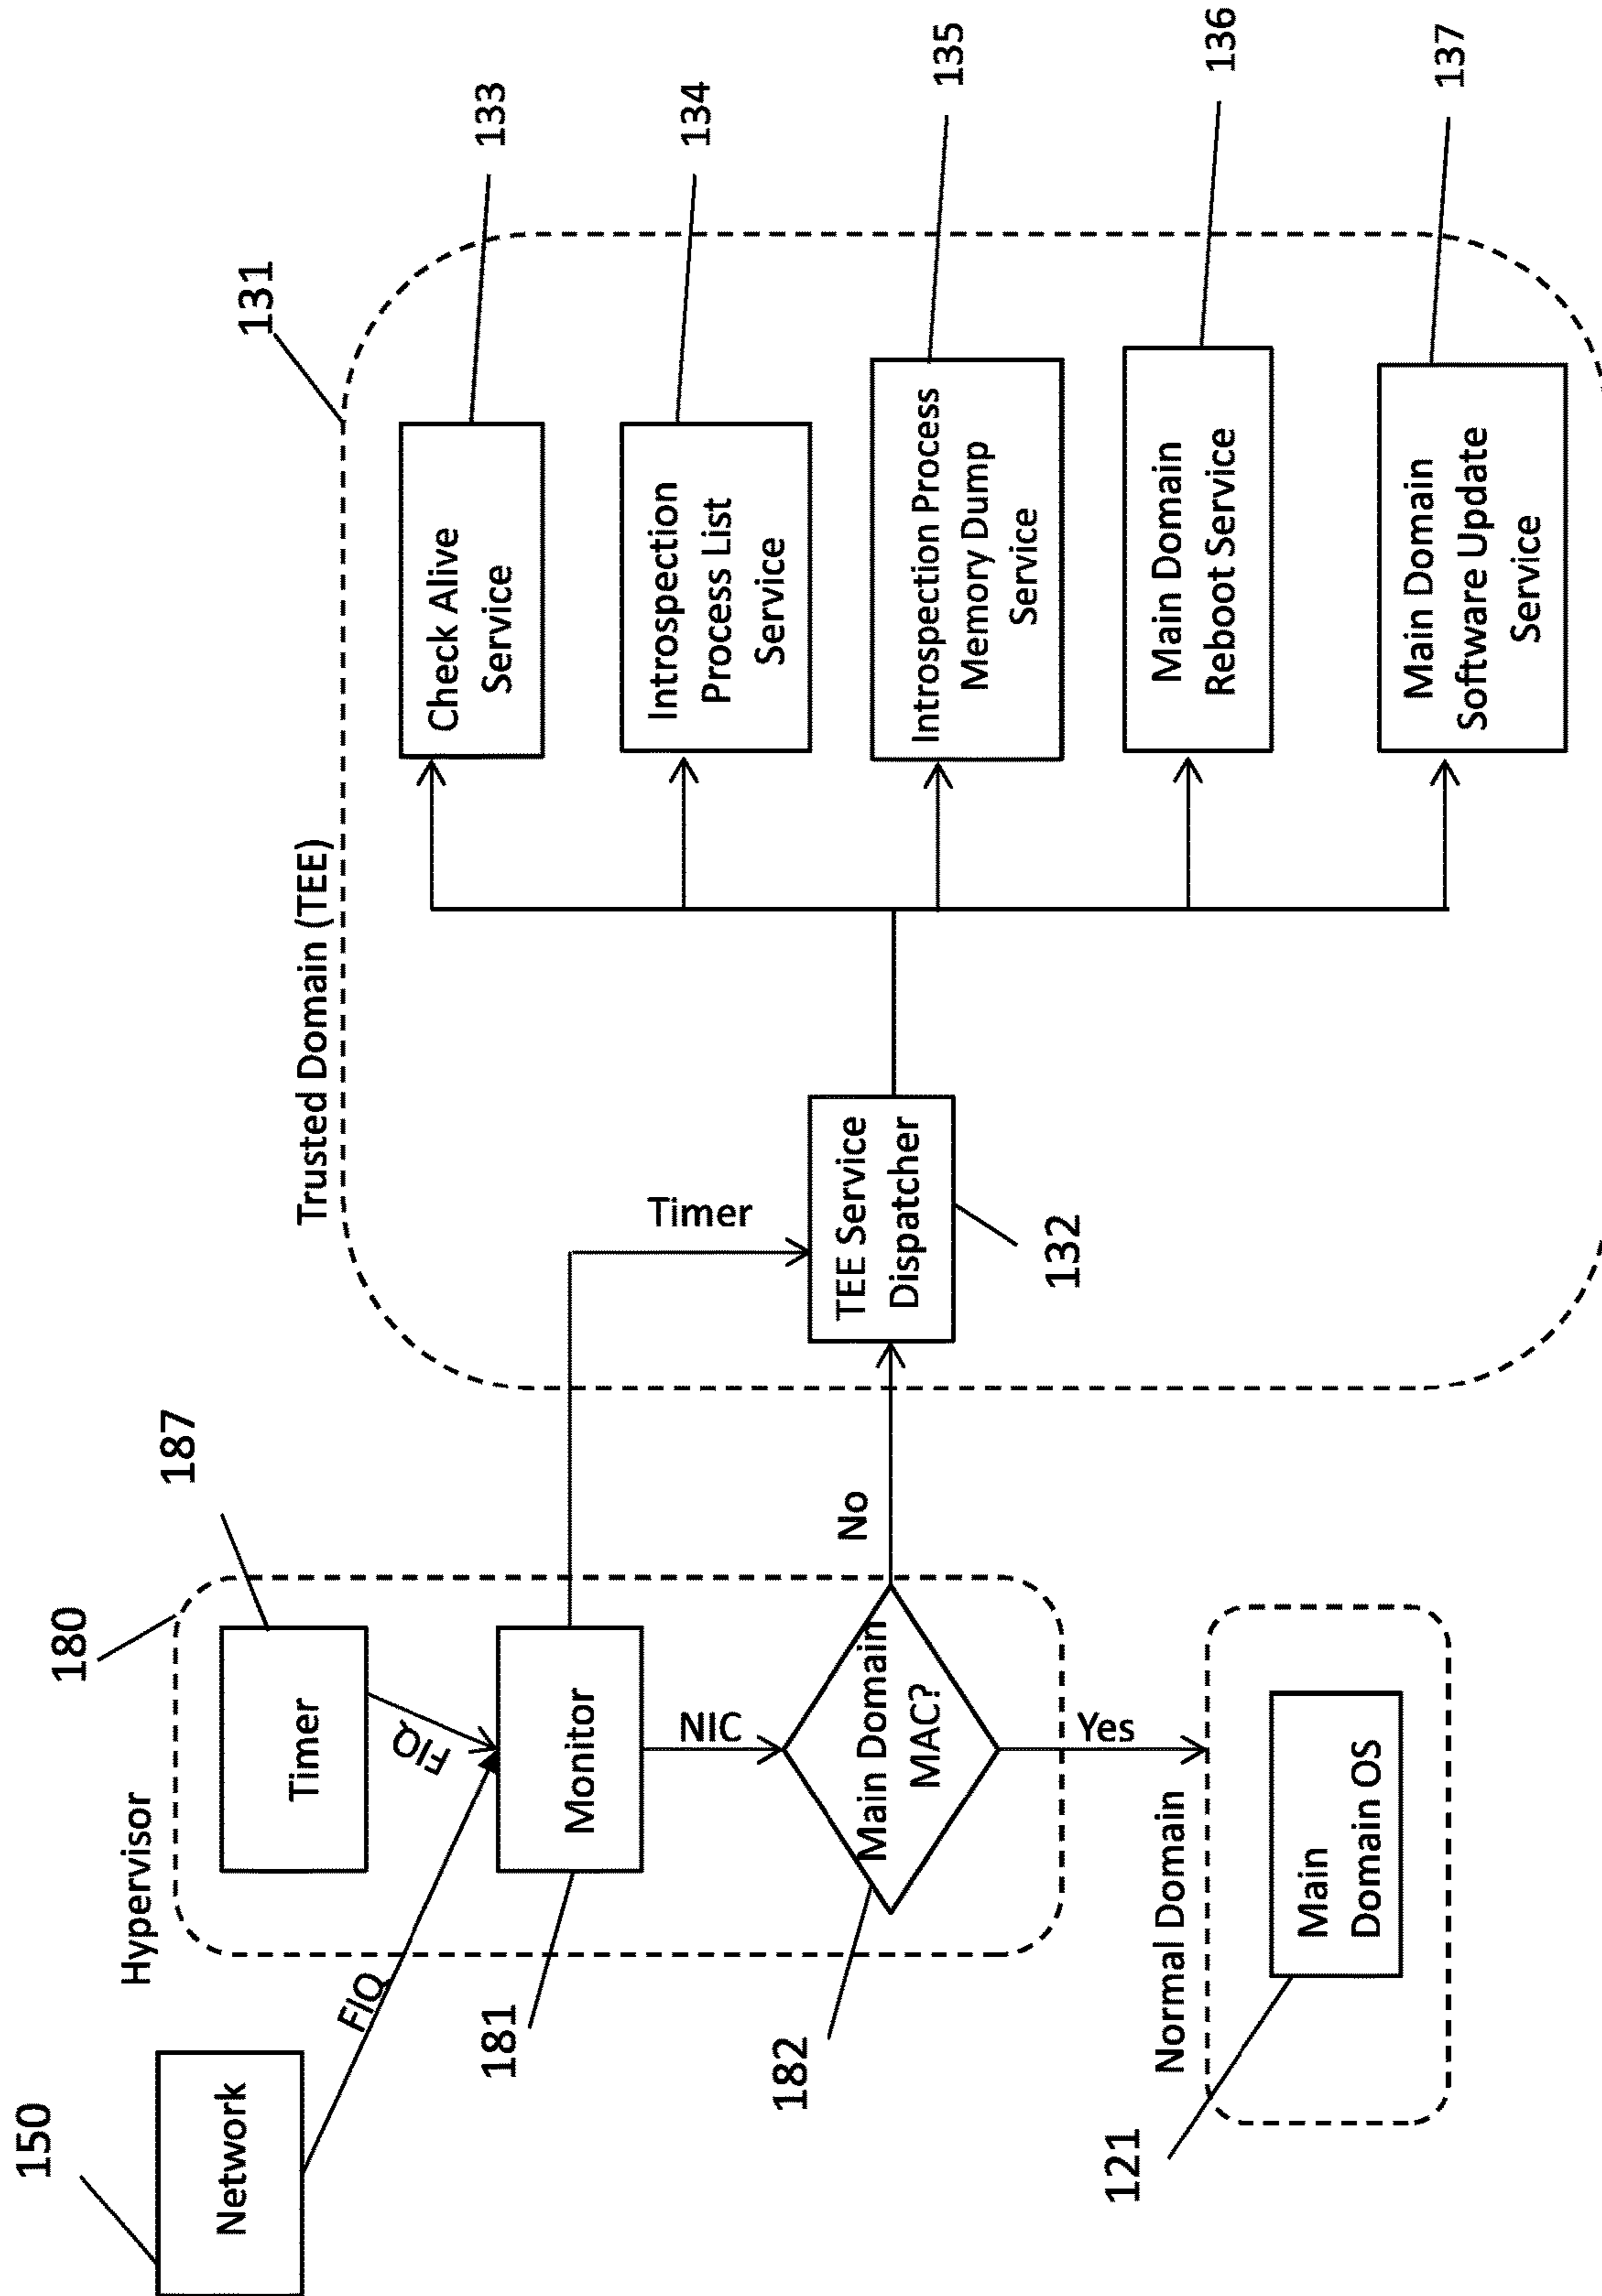 150
Network
FIQ
Hypervisor
180
187
Timer
FIQ
Monitor
181
NIC
Main Domain
MAC?
182
No
Yes
Normal Domain
Main
Domain OS
121
Trusted Domain (TEE)
131
Timer
TEE Service
Dispatcher
132
Check Alive
Service
133
Introspection
Process List
Service
134
Introspection Process
Memory Dump
Service
135
Main Domain
Reboot Service
136
Main Domain
Software Update
Service
137